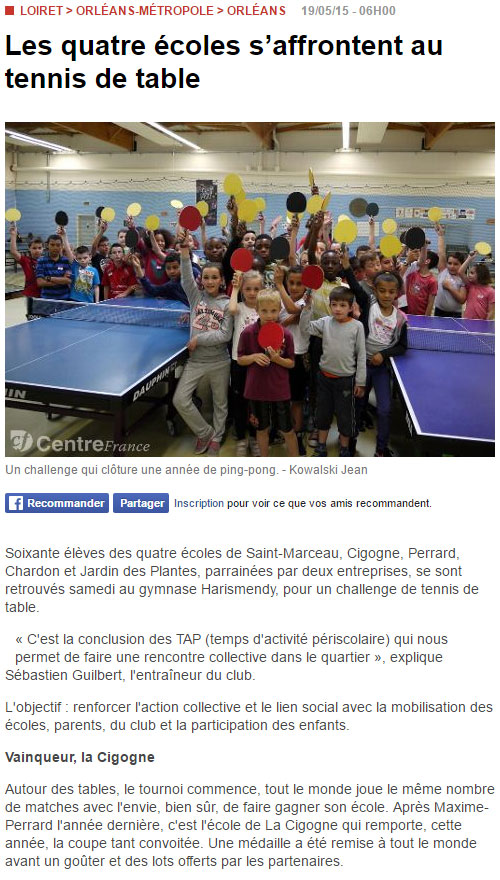 LOIRET > ORLÉANS-MÉTROPOLE > ORLÉANS 19/05/15 - 06H00
Les quatre écoles s’affrontent au
tennis de table
DAUPHIN
CentreFrance
Un challenge qui clôture une année de ping-pong. - Kowalski Jean
Recommander Partager Inscription pour voir ce que vos amis recommandent.
Soixante élèves des quatre écoles de Saint-Marceau, Cigogne, Perrard,
Chardon et Jardin des Plantes, parrainées par deux entreprises, se sont
retrouvés samedi au gymnase Harismendy, pour un challenge de tennis de
table.
« C'est la conclusion des TAP (temps d'activité périscolaire) qui nous
permet de faire une rencontre collective dans le quartier », explique
Sébastien Guilbert, l'entraîneur du club.
L'objectif : renforcer l'action collective et le lien social avec la mobilisation des
écoles, parents, du club et la participation des enfants.
Vainqueur, la Cigogne
Autour des tables, le tournoi commence, tout le monde joue le même nombre
de matches avec l'envie, bien sûr, de faire gagner son école. Après Maxime-
Perrard l'année dernière, c'est l'école de La Cigogne qui remporte, cette
année, la coupe tant convoitée. Une médaille a été remise à tout le monde
avant un goûter et des lots offerts par les partenaires.